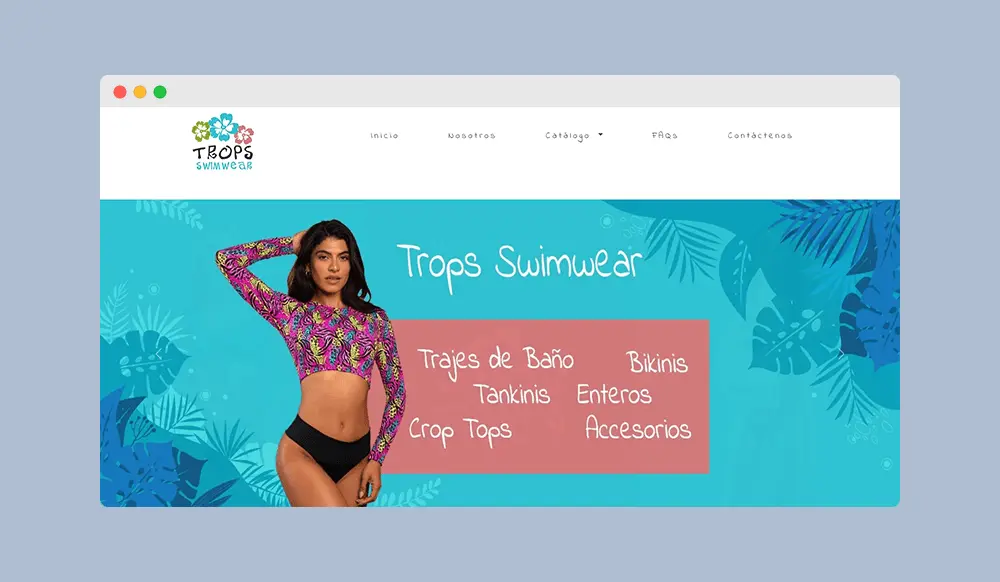 TROPS
SWIMWEAR
Inicio Nosotros Catálogo FAQs Contáctenos
Trops Swimwear
Trajes de Baño Bikinis
Tankinis Enteros
Crop Tops Accesorios